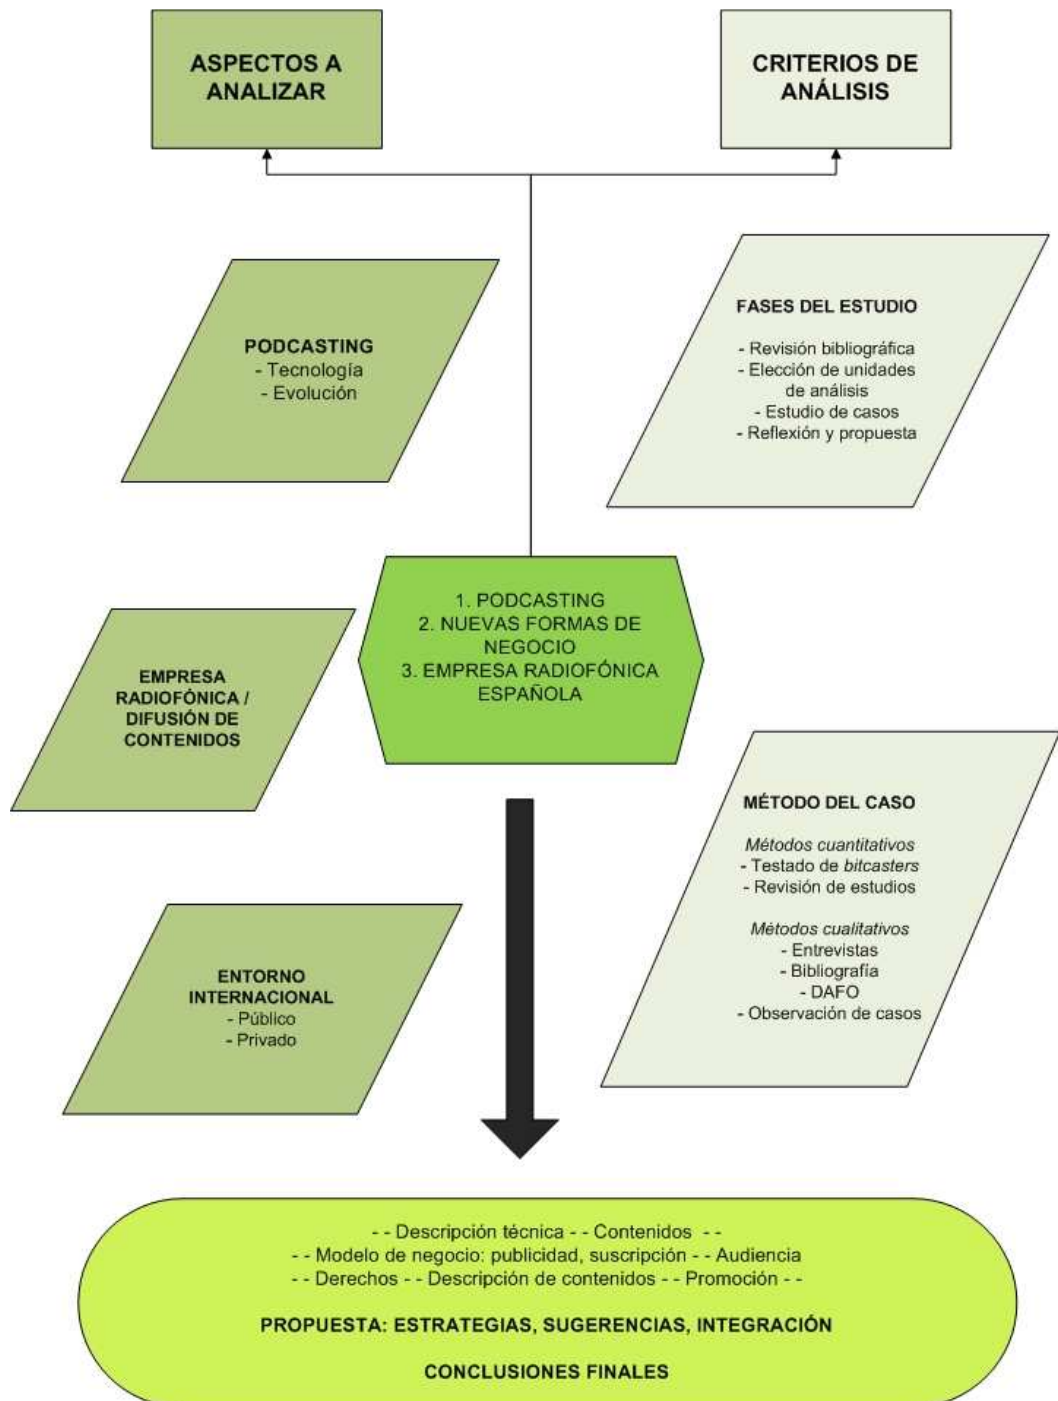 ASPECTOS A
ANALIZAR
CRITERIOS DE
ANÁLISIS
PODCASTING
- Tecnología
- Evolución
FASES DEL ESTUDIO
- Revisión bibliográfica
- Elección de unidades
de análisis
- Estudio de casos
- Reflexión y propuesta
1. PODCASTING
2. NUEVAS FORMAS DE
NEGOCIO
3. EMPRESA RADIOFÓNICA
ESPAÑOLA
EMPRESA
RADIOFÓNICA /
DIFUSIÓN DE
CONTENIDOS
MÉTODO DEL CASO
Métodos cuantitativos
- Testado de bitcasters
- Revisión de estudios
Métodos cualitativos
- Entrevistas
- Bibliografía
- DAFO
- Observación de casos
ENTORNO
INTERNACIONAL
- Público
- Privado
- - Descripción técnica - - Contenidos - -
- - Modelo de negocio: publicidad, suscripción - - Audiencia
- - Derechos - - Descripción de contenidos - - Promoción - -
PROPUESTA: ESTRATEGIAS, SUGERENCIAS, INTEGRACIÓN
CONCLUSIONES FINALES